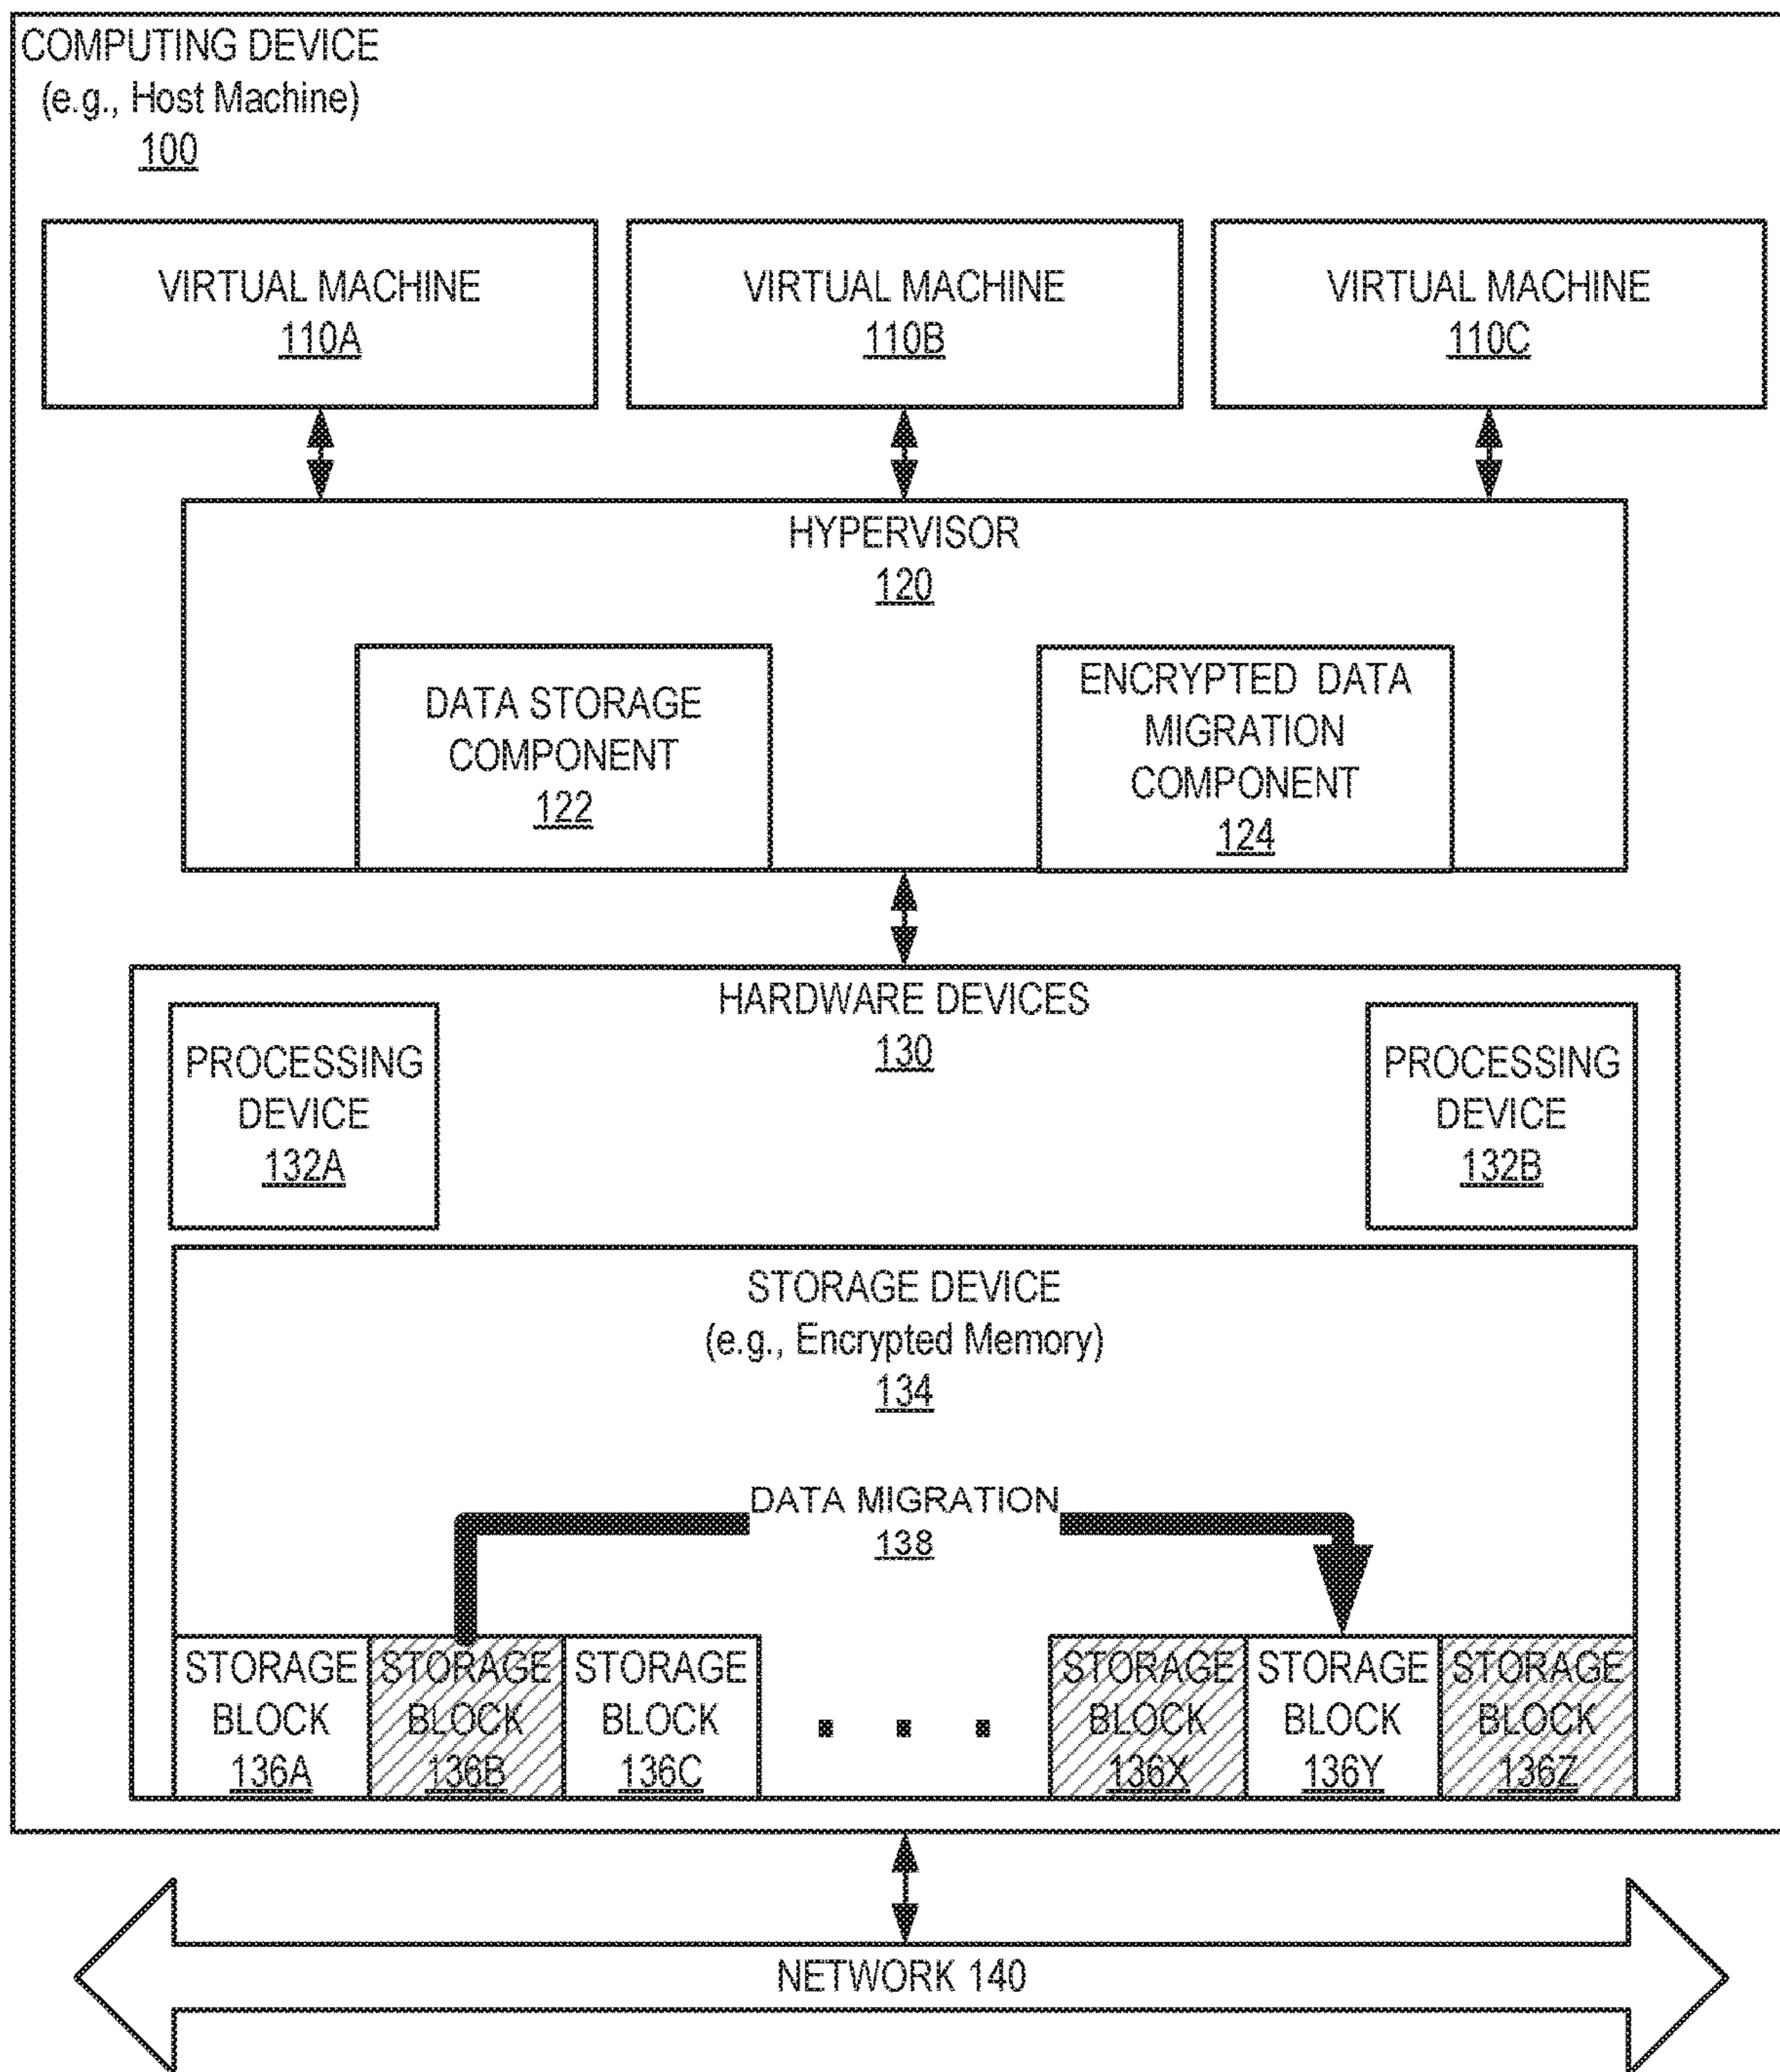 COMPUTING DEVICE
(e.g., Host Machine)
100
VIRTUAL MACHINE
110A
VIRTUAL MACHINE
110B
VIRTUAL MACHINE
110C
HYPERVISOR
120
DATA STORAGE
COMPONENT
122
ENCRYPTED DATA
MIGRATION
COMPONENT
124
HARDWARE DEVICES
130
PROCESSING
DEVICE
132A
PROCESSING
DEVICE
132B
STORAGE DEVICE
(e.g., Encrypted Memory)
134
DATA MIGRATION
138
STORAGE
BLOCK
136A
STORAGE
BLOCK
136B
STORAGE
BLOCK
136C
STORAGE
BLOCK
136X
STORAGE
BLOCK
136Y
STORAGE
BLOCK
136Z
NETWORK 140